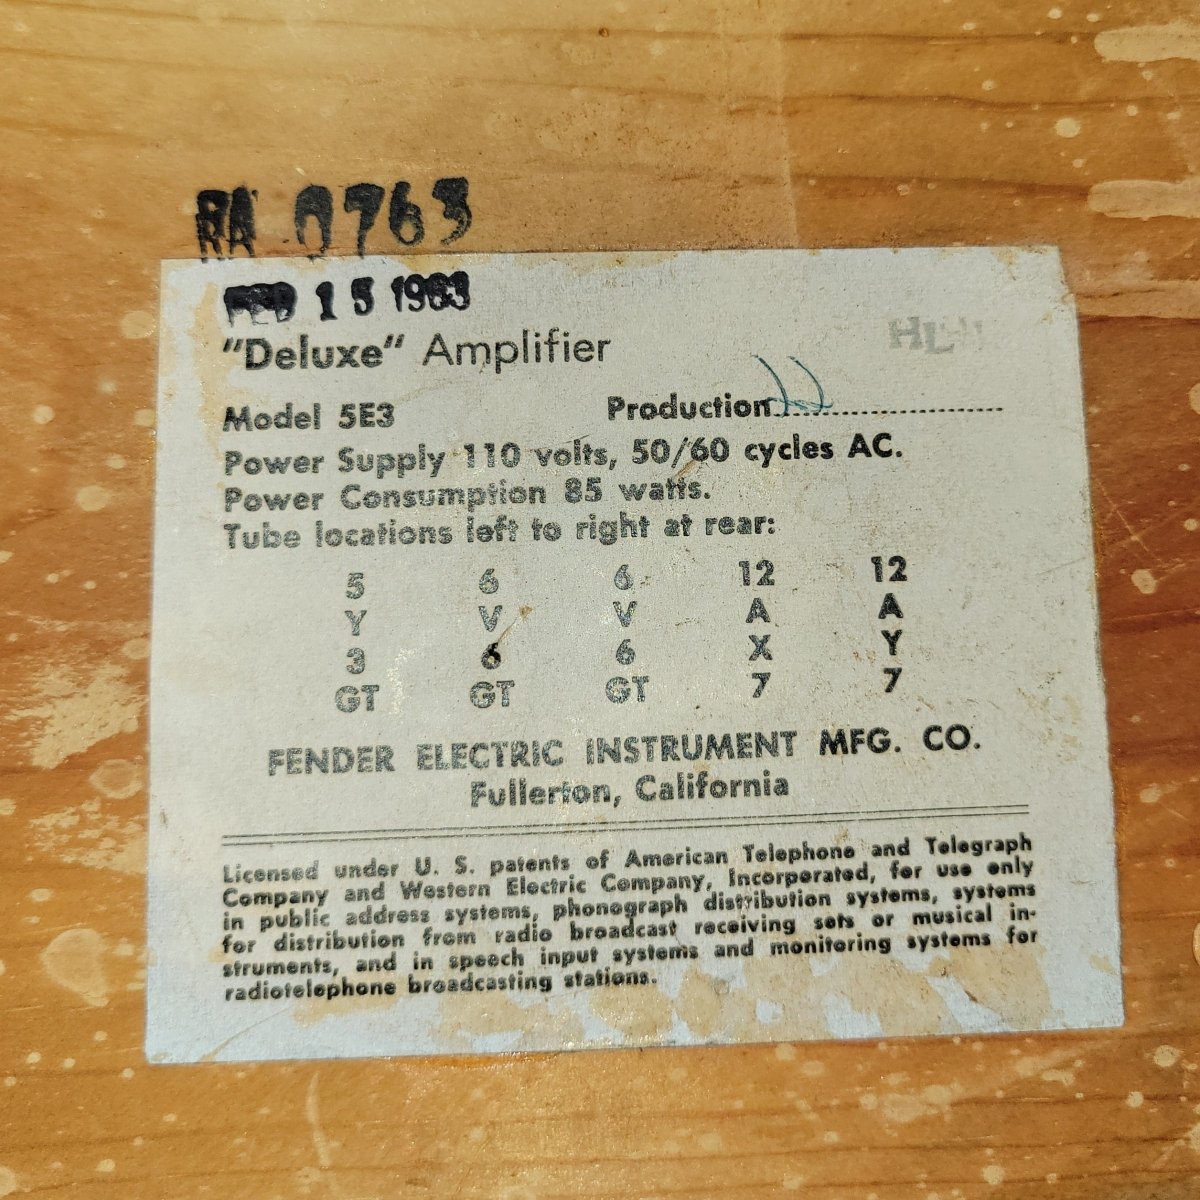 RA 0763
FEB 15 1963
"Deluxe" Amplifier
Model 5E3 Production
Power Supply 110 volts, 50/60 cycles AC.
Power Consumption 85 watts.
Tube locations left to right at rear:
5 6 6 12 12
Y V V A A
3 6 6 X Y
GT GT GT 7 7
FENDER ELECTRIC INSTRUMENT MFG. CO.
Fullerton, California
Licensed under U. S. patents of American Telephone and Telegraph
Company and Western Electric Company, Incorporated, for use only
in public address systems, phonograph distribution systems, systems
for distribution from radio broadcast receiving sets or musical in-
struments, and in speech input systems and monitoring systems for
radiotelephone broadcasting stations.